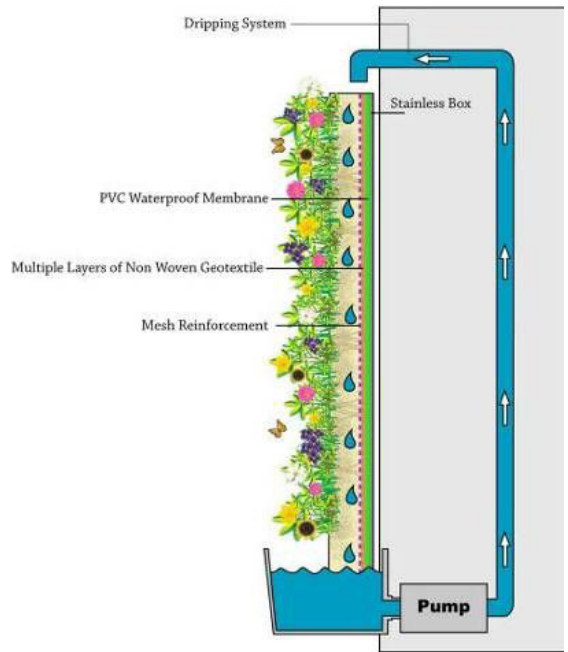 Dripping System
Stainless Box
PVC Waterproof Membrane
Multiple Layers of Non Woven Geotextile
Mesh Reinforcement
Pump